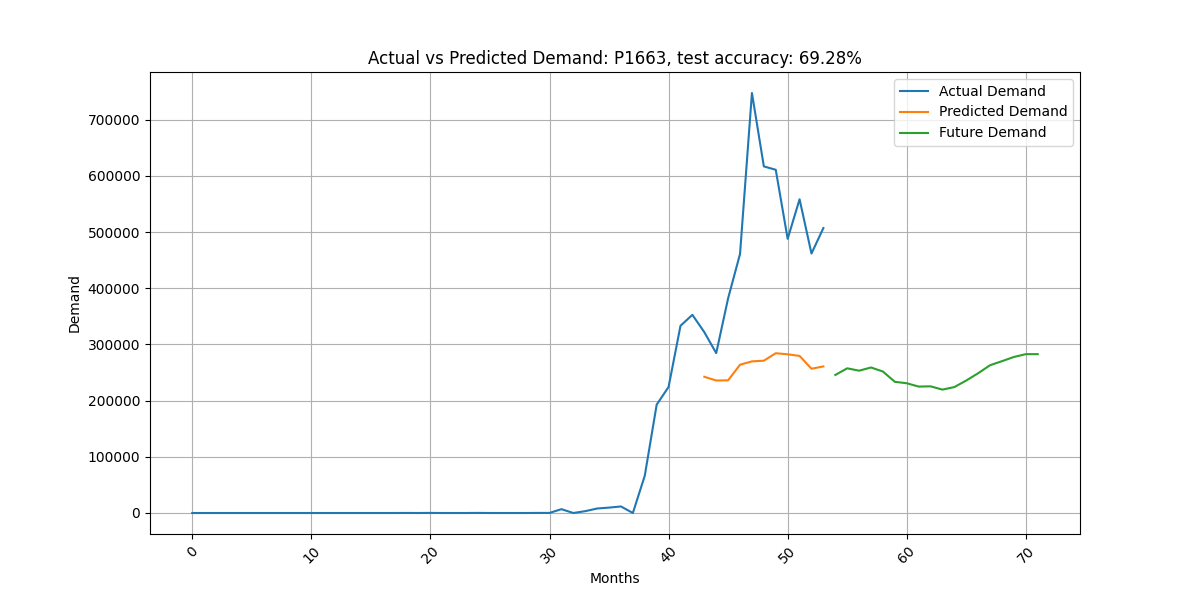 Actual vs Predicted Demand: P1663, test accuracy: 69.28%
Actual Demand
Predicted Demand
Future Demand
Demand
700000
600000
500000
400000
300000
200000
100000
0
0 10 20 30 40 50 60 70
Months